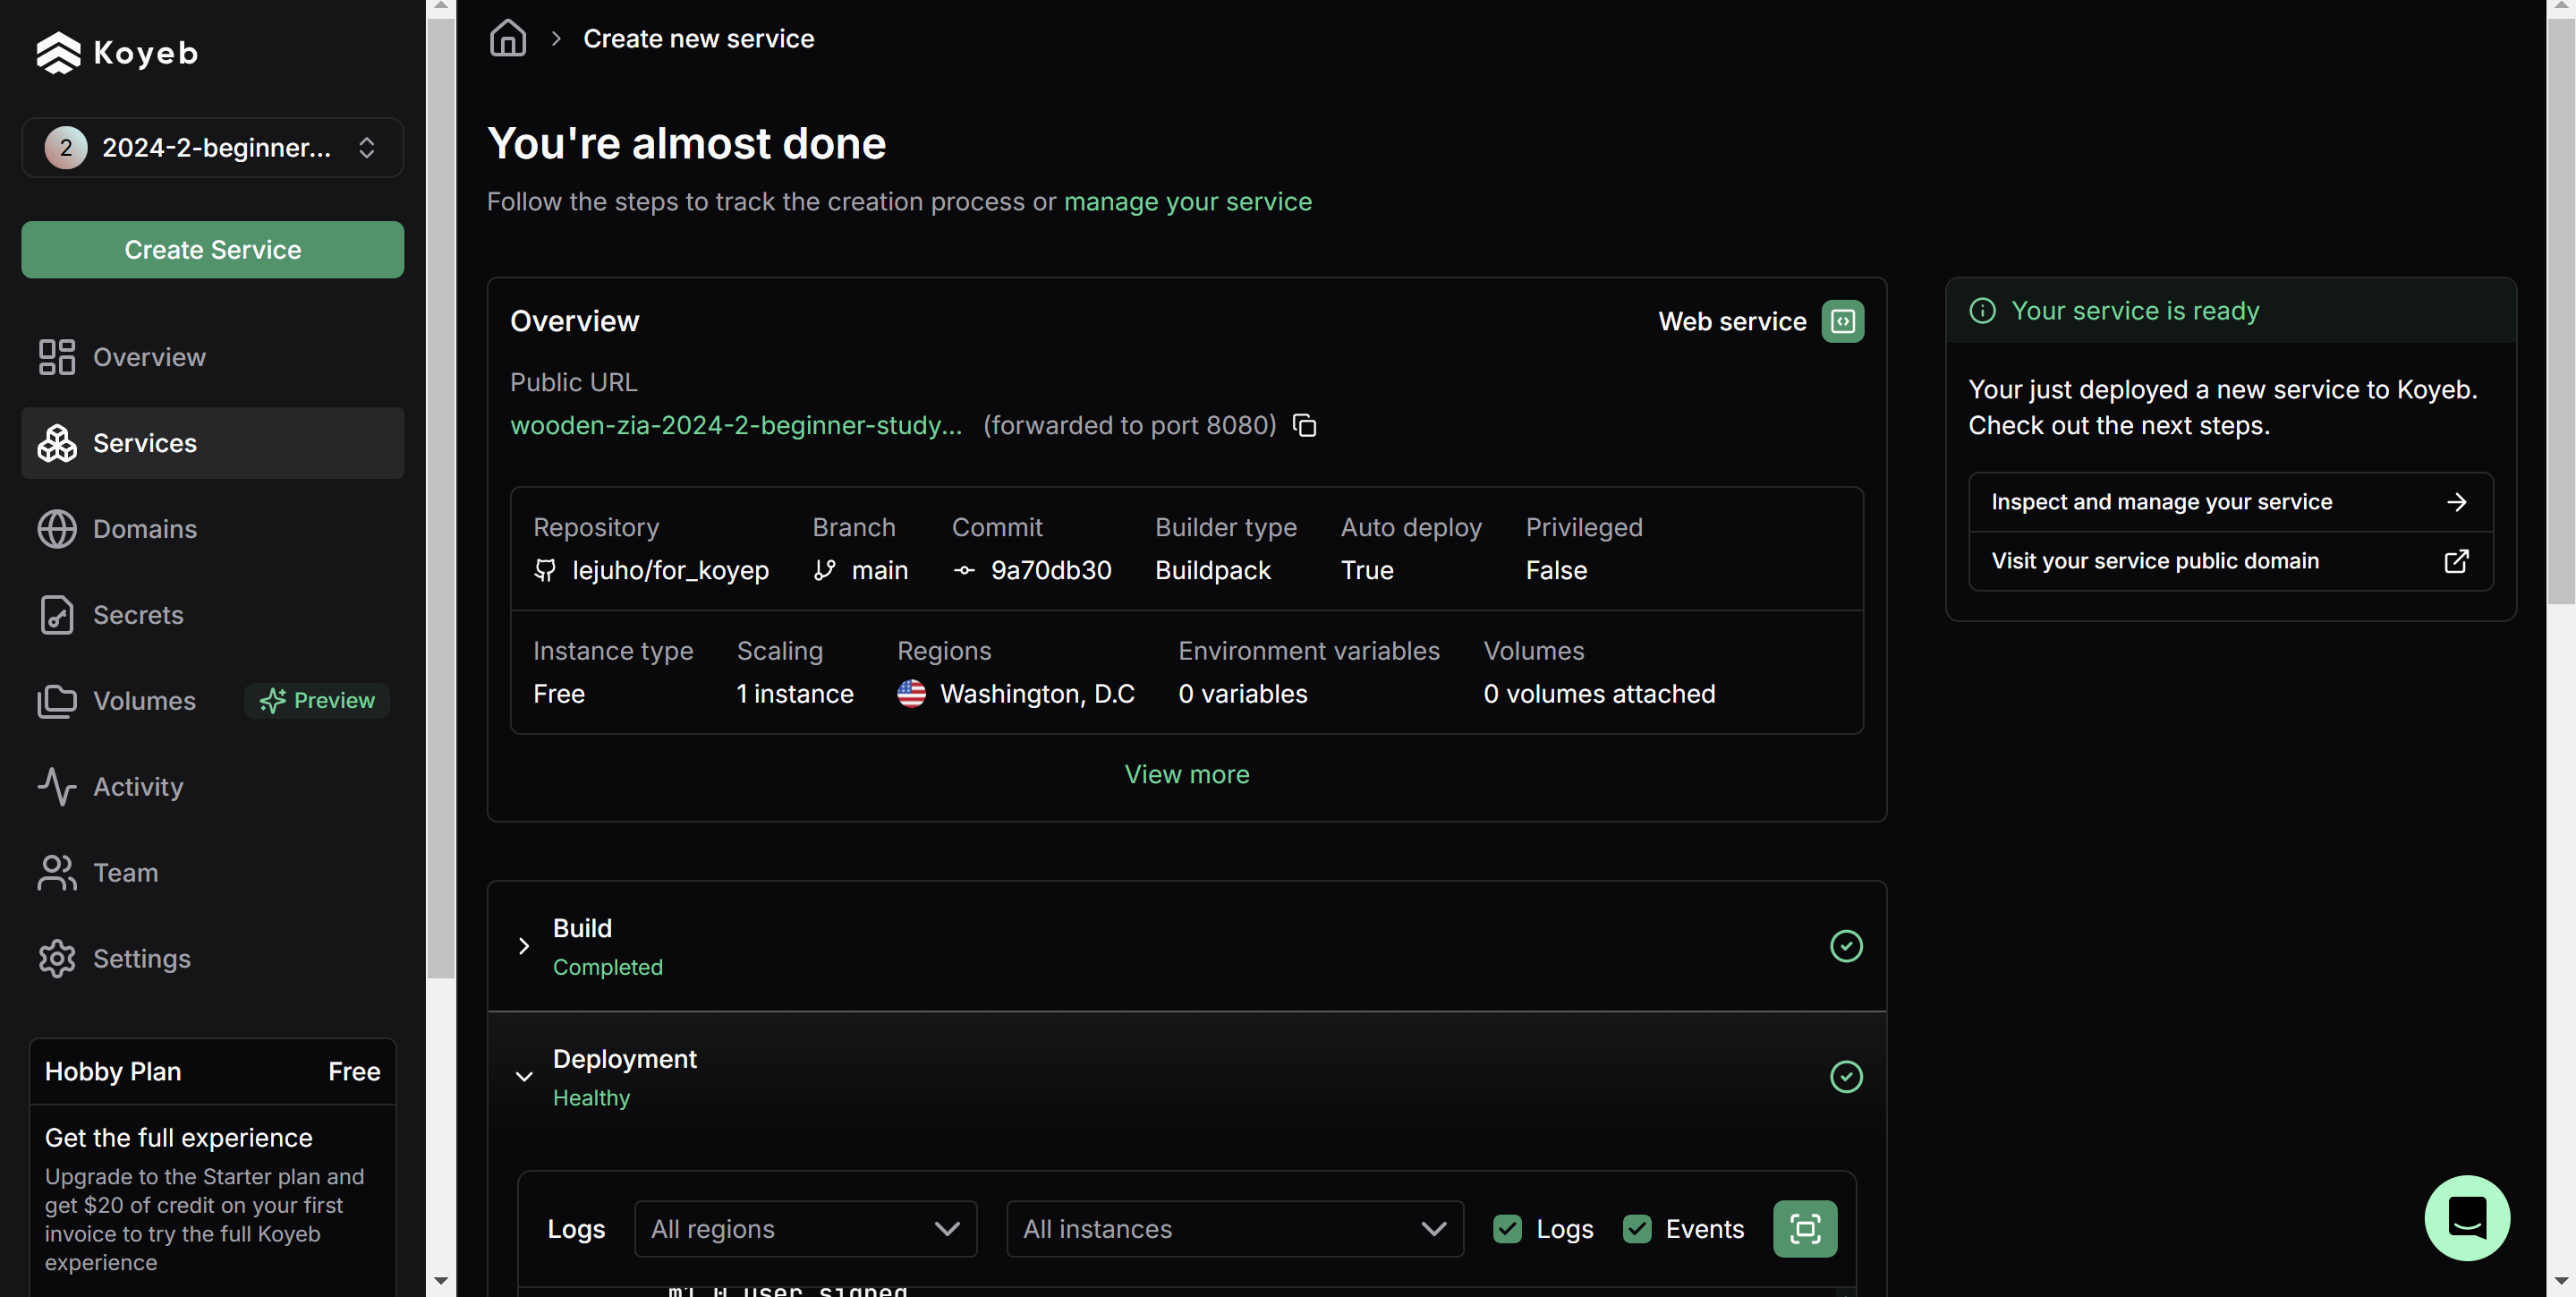 Koyeb
2
2024-2-beginner...
Create Service
Overview
Services
Domains
Secrets
Volumes
Preview
Activity
Team
Settings
Hobby Plan
Free
Get the full experience
Upgrade to the Starter plan and
get $20 of credit on your first
invoice to try the full Koyeb
experience
Create new service
You're almost done
Follow the steps to track the creation process or manage your service
Overview
Web service
Public URL
wooden-zia-2024-2-beginner-study... (forwarded to port 8080)
Repository Branch Commit Builder type Auto deploy Privileged
lejuho/for_koyep main 9a70db30 Buildpack True False
Instance type Scaling Regions Environment variables Volumes
Free 1 instance Washington, D.C 0 variables 0 volumes attached
View more
Build
Completed
Deployment
Healthy
Logs All regions All instances Logs Events
user signed
Your service is ready
Your just deployed a new service to Koyeb.
Check out the next steps.
Inspect and manage your service
Visit your service public domain